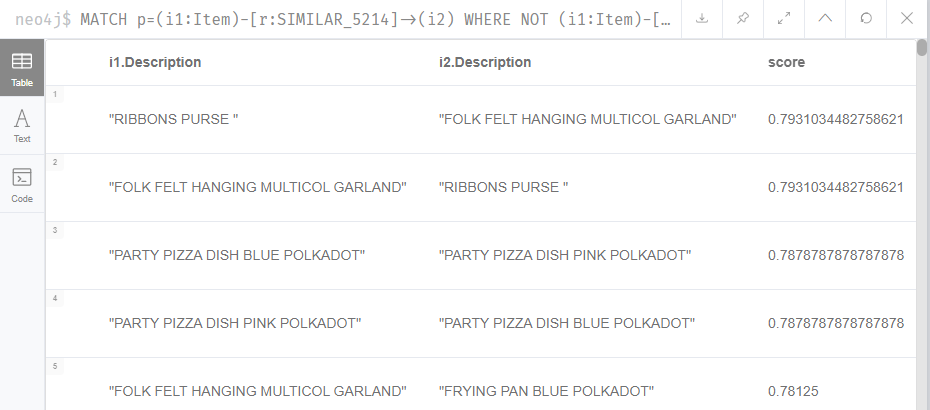 neo4j$ MATCH p=(i1:Item)-[r:SIMILAR_5214]→(i2) WHERE NOT (i1:Item)-[…
Table
Text
Code
i1.Description i2.Description score
1
"RIBBONS PURSE " "FOLK FELT HANGING MULTICOL GARLAND" 0.7931034482758621
2
"FOLK FELT HANGING MULTICOL GARLAND" "RIBBONS PURSE " 0.7931034482758621
3
"PARTY PIZZA DISH BLUE POLKADOT" "PARTY PIZZA DISH PINK POLKADOT" 0.7878787878787878
4
"PARTY PIZZA DISH PINK POLKADOT" "PARTY PIZZA DISH BLUE POLKADOT" 0.7878787878787878
5
"FOLK FELT HANGING MULTICOL GARLAND" "FRYING PAN BLUE POLKADOT" 0.78125